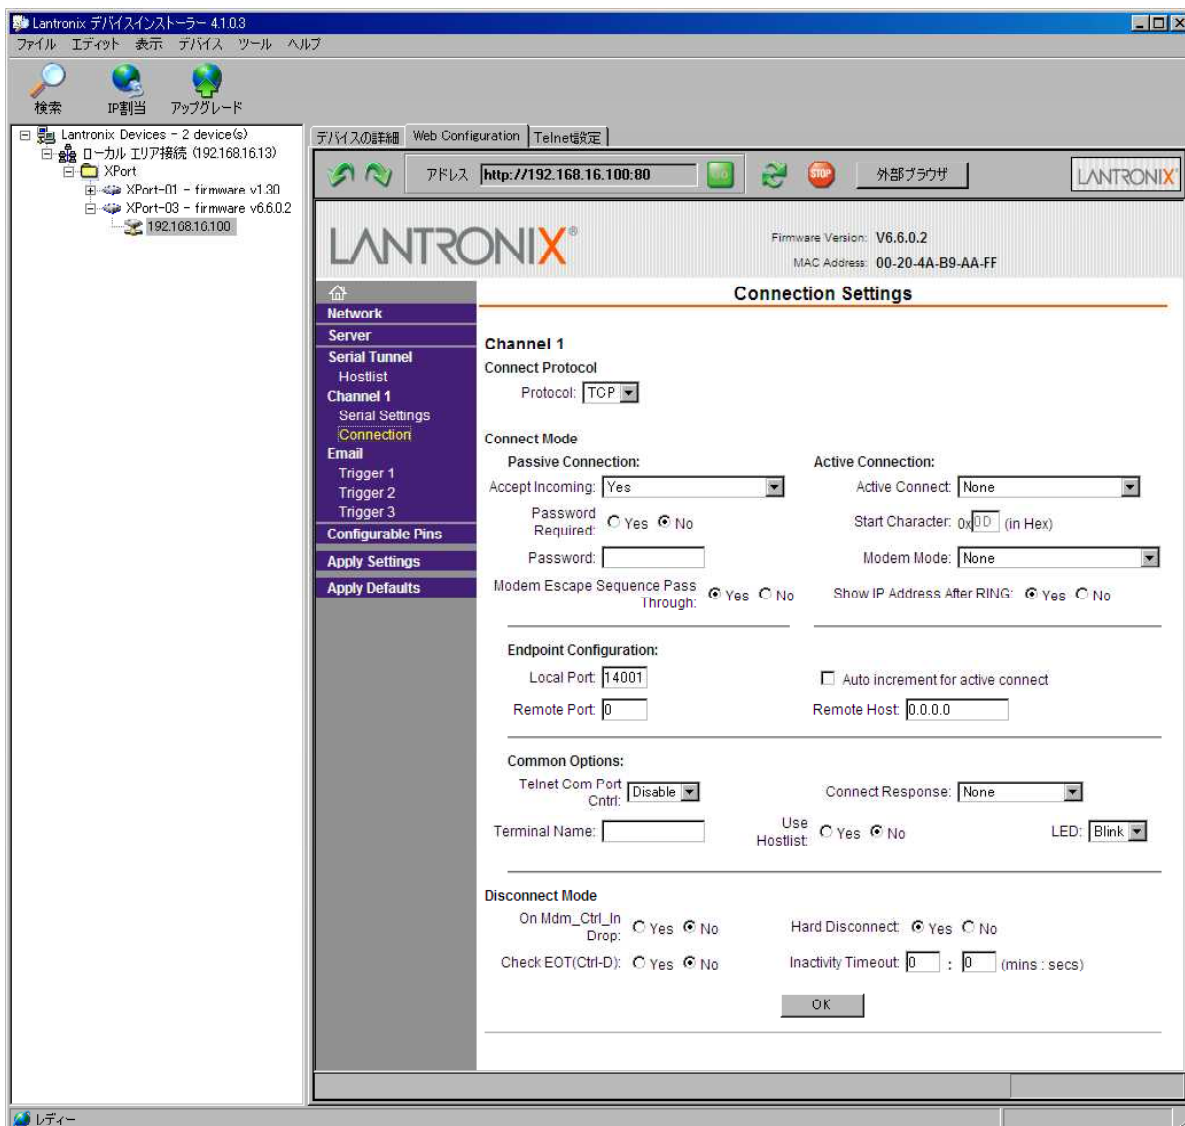 Lantronix デバイスインストーラー 4.1.0.3
ファイル エディット 表示 デバイス ツール ヘルプ
検索 IP割当 アップグレード
Lantronix Devices - 2 device(s)
ローカル エリア接続 (192.168.16.13)
XPort
XPort-01 - firmware v1.30
XPort-03 - firmware v6.6.0.2
192.168.16.100
デバイスの詳細 Web Configuration Telnet設定
アドレス http://192.168.16.100:80 STOP 外部ブラウザ LANTRONIX
LANTRONIX®
Firmware Version: V6.6.0.2
MAC Address: 00-20-4A-B9-AA-FF
Network
Server
Serial Tunnel
Hostlist
Channel 1
Serial Settings
Connection
Email
Trigger 1
Trigger 2
Trigger 3
Configurable Pins
Apply Settings
Apply Defaults
Connection Settings
Channel 1
Connect Protocol
Protocol: TCP
Connect Mode
Passive Connection: Active Connection:
Accept Incoming: Yes Active Connect: None
Password Required: Yes No Start Character: 0x0D (in Hex)
Password: Modem Mode: None
Modem Escape Sequence Pass Through: Yes No Show IP Address After RING: Yes No
Endpoint Configuration:
Local Port: 14001 Auto increment for active connect
Remote Port: 0 Remote Host: 0.0.0.0
Common Options:
Telnet Com Port Cntrl: Disable Connect Response: None
Terminal Name: Use Hostlist: Yes No LED: Blink
Disconnect Mode
On Mdm_Ctrl_In Drop: Yes No Hard Disconnect: Yes No
Check EOT(Ctrl-D): Yes No Inactivity Timeout: 0 : 0 (mins : secs)
OK
レディー